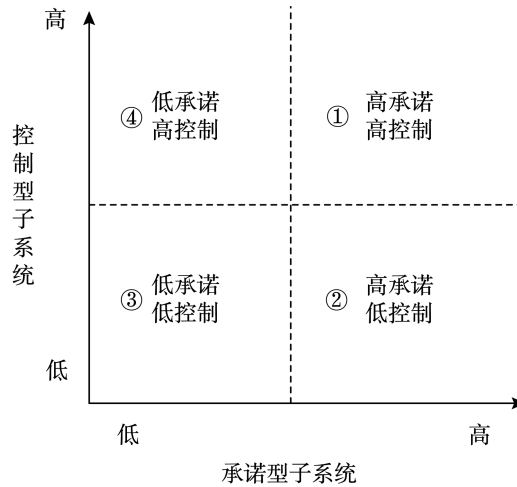 高
④ 低承诺
高控制
① 高承诺
高控制
控制型子系统
③ 低承诺
低控制
② 高承诺
低控制
低
低
高
承诺型子系统